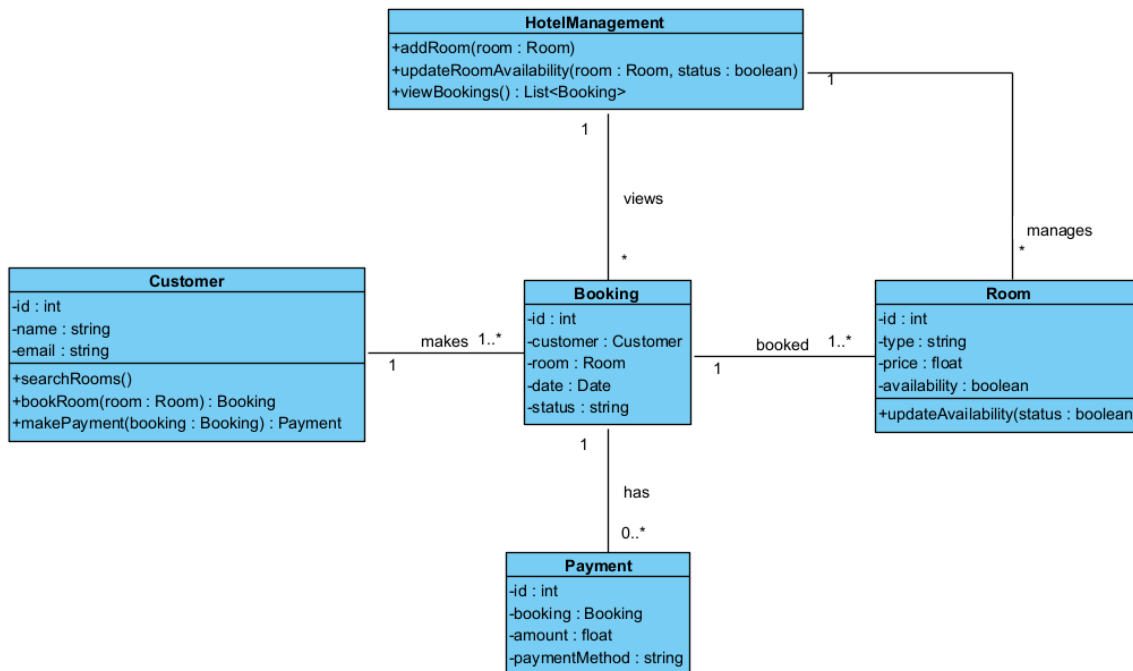 HotelManagement
+addRoom(room : Room)
+updateRoomAvailability(room : Room, status : boolean)
+viewBookings() : List<Booking>
1
1
views
manages
*
*
Customer
-id : int
-name : string
-email : string
+searchRooms()
+bookRoom(room : Room) : Booking
+makePayment(booking : Booking) : Payment
makes
1..*
1
Booking
-id : int
-customer : Customer
-room : Room
-date : Date
-status : string
booked
1..*
1
Room
-id : int
-type : string
-price : float
-availability : boolean
+updateAvailability(status : boolean
1
has
0..*
Payment
-id : int
-booking : Booking
-amount : float
-paymentMethod : string